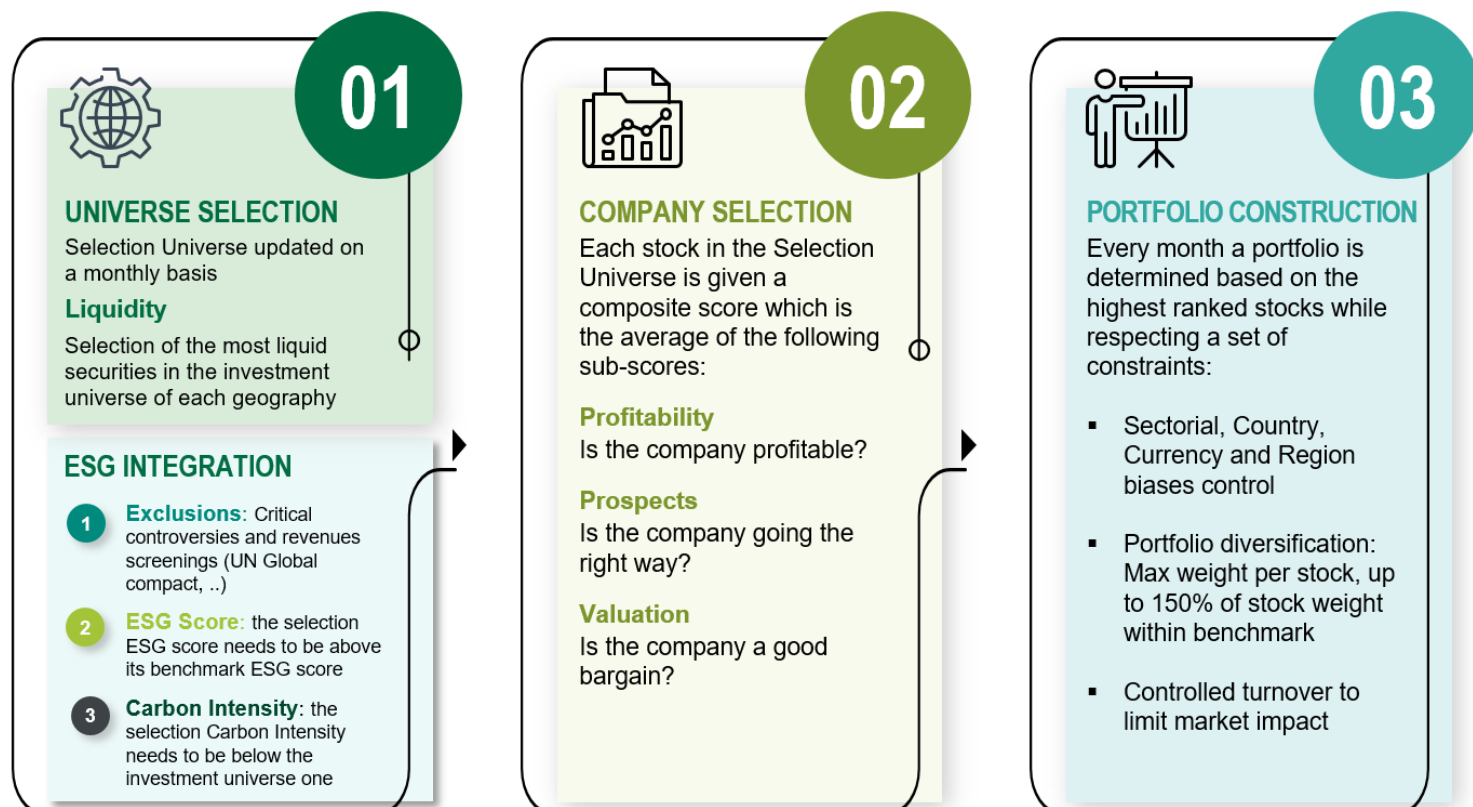 01
UNIVERSE SELECTION
Selection Universe updated on
a monthly basis
Liquidity
Selection of the most liquid
securities in the investment
universe of each geography
ESG INTEGRATION
1
Exclusions: Critical
controversies and revenues
screenings (UN Global
compact, ..)
2
ESG Score: the selection
ESG score needs to be above
its benchmark ESG score
3
Carbon Intensity: the
selection Carbon Intensity
needs to be below the
investment universe one
02
COMPANY SELECTION
Each stock in the Selection
Universe is given a
composite score which is
the average of the following
sub-scores:
Profitability
Is the company profitable?
Prospects
Is the company going the
right way?
Valuation
Is the company a good
bargain?
03
PORTFOLIO CONSTRUCTION
Every month a portfolio is
determined based on the
highest ranked stocks while
respecting a set of
constraints:
▪ Sectorial, Country,
Currency and Region
biases control
▪ Portfolio diversification:
Max weight per stock, up
to 150% of stock weight
within benchmark
▪ Controlled turnover to
limit market impact